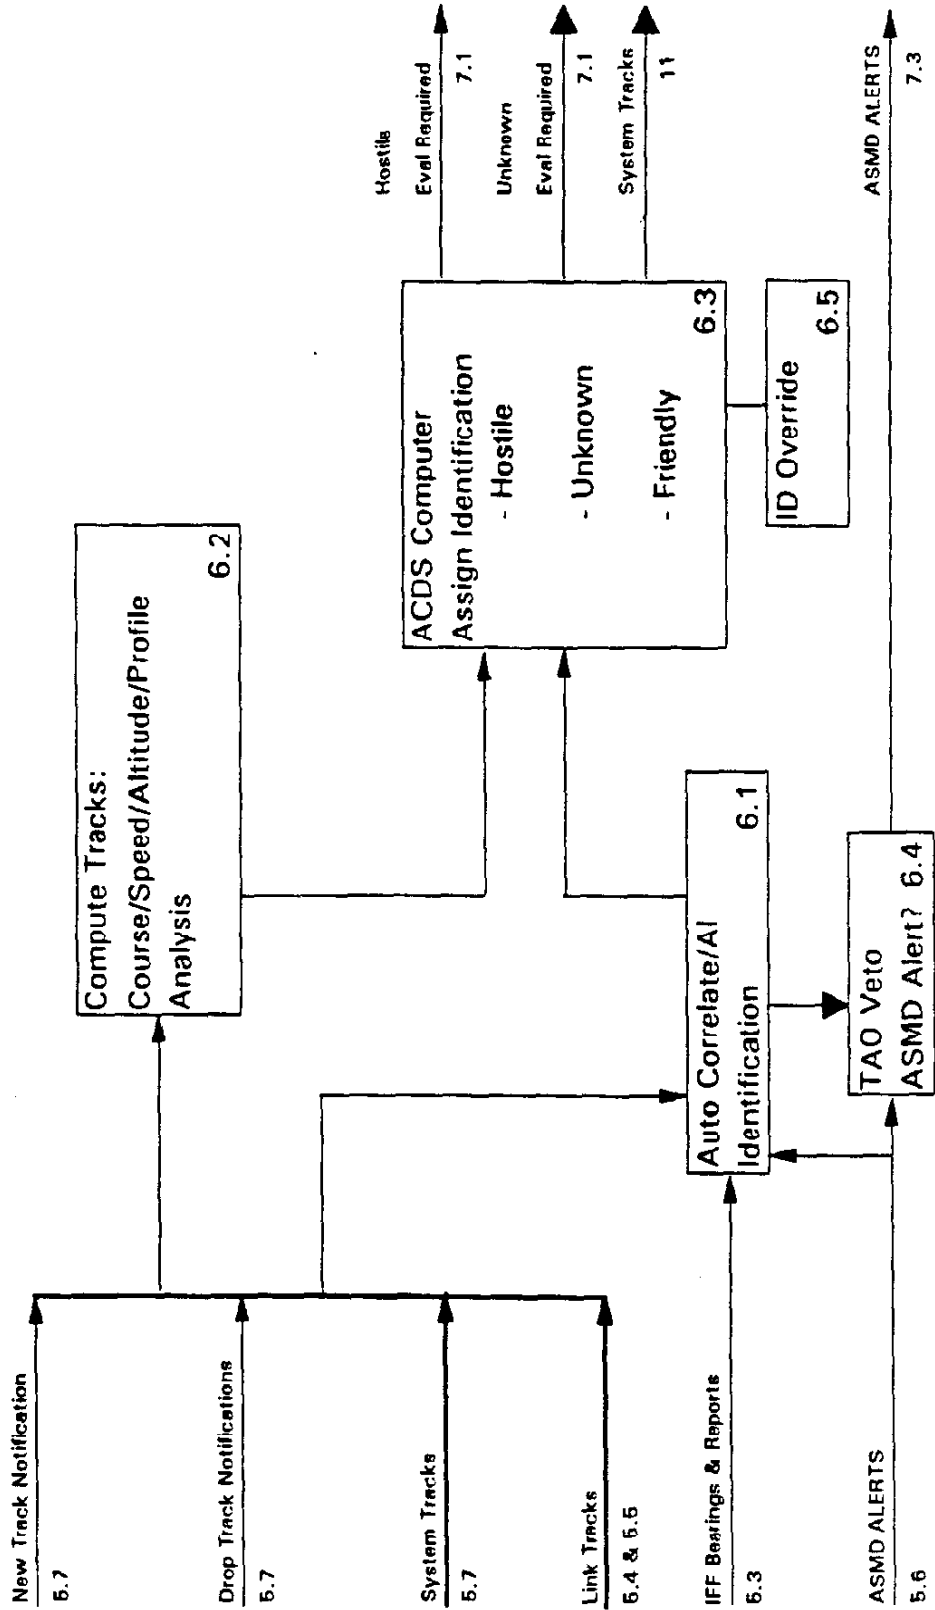 New Track Notification
5.7
Drop Track Notifications
5.7
System Tracks
5.7
Link Tracks
5.4 & 5.5
IFF Bearings & Reports
5.3
ASMD ALERTS
5.6
Compute Tracks:
Course/Speed/Altitude/Profile
Analysis
6.2
Auto Correlate/AI
Identification
6.1
TAO Veto
ASMD Alert? 6.4
ACDS Computer
Assign Identification
- Hostile
- Unknown
- Friendly
6.3
ID Override
6.5
Hostile
Eval Required
7.1
Unknown
Eval Required
7.1
System Tracks
11
ASMD ALERTS
7.3